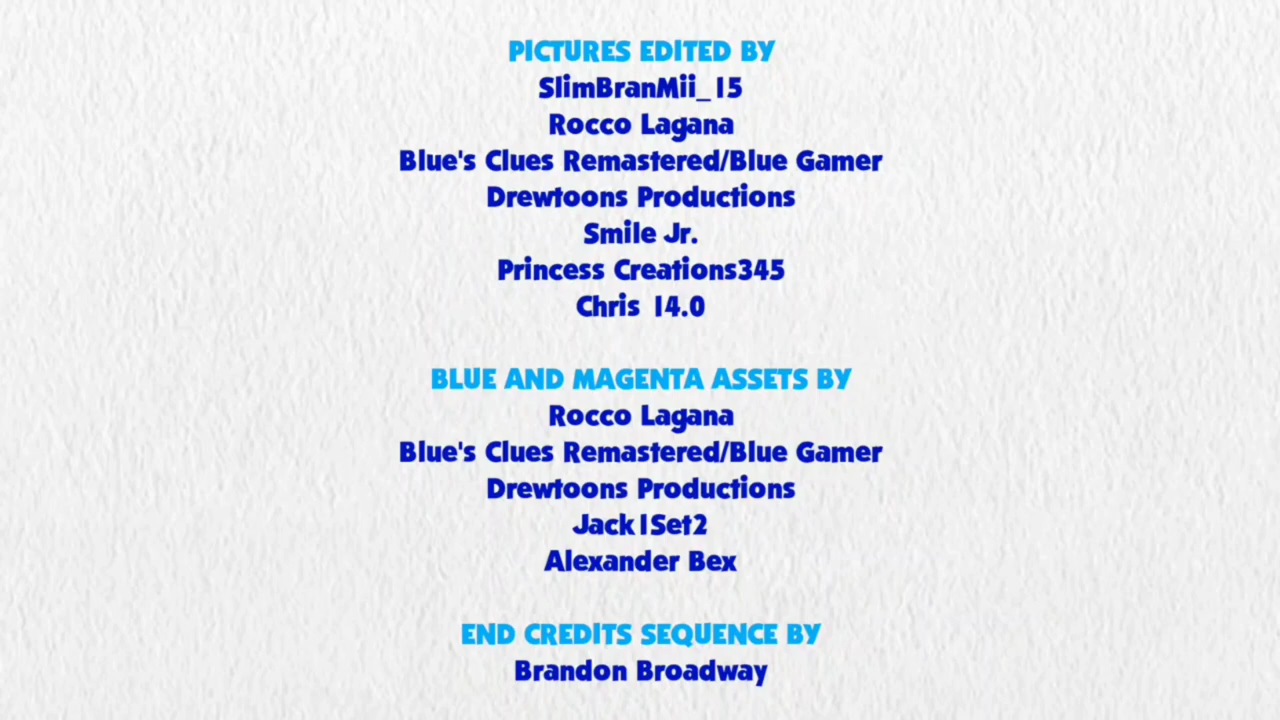 PICTURES EDITED BY
SlimBranMii_15
Rocco Lagana
Blue's Clues Remastered/Blue Gamer
Drewtoons Productions
Smile Jr.
Princess Creations345
Chris 14.0
BLUE AND MAGENTA ASSETS BY
Rocco Lagana
Blue's Clues Remastered/Blue Gamer
Drewtoons Productions
Jack1Set2
Alexander Bex
END CREDITS SEQUENCE BY
Brandon Broadway